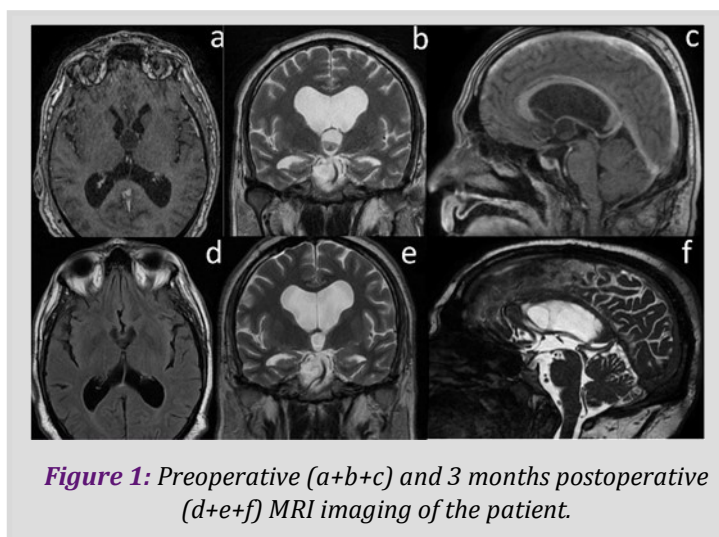 a b c
d e f
Figure 1: Preoperative (a+b+c) and 3 months postoperative
(d+e+f) MRI imaging of the patient.